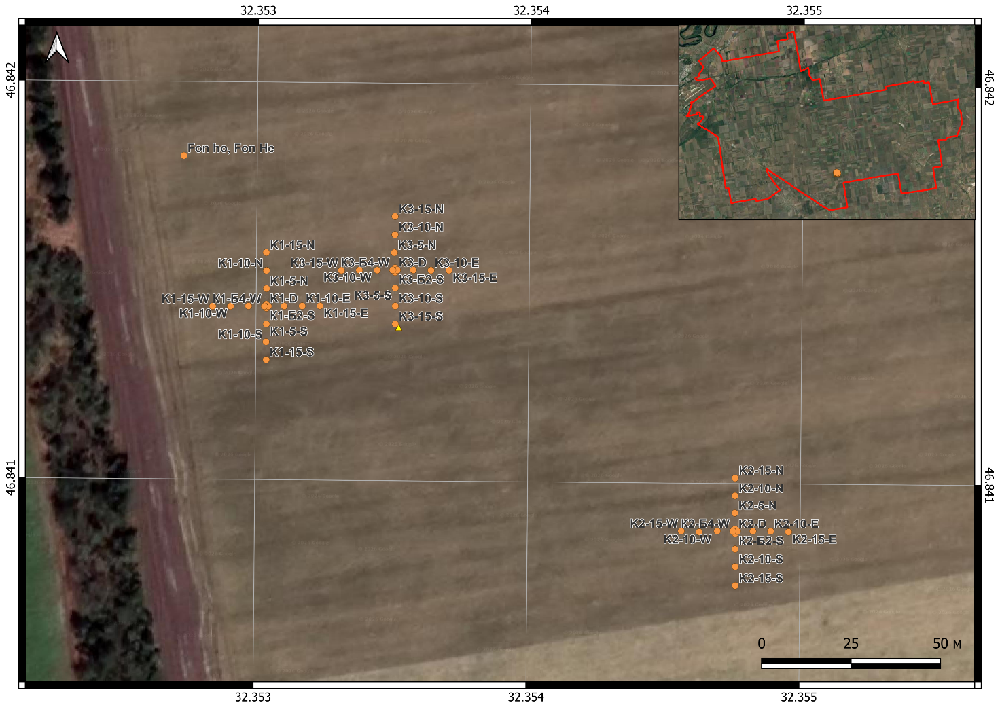 32.353
32.354
32.355
46.842
46.842
Fon ho, Fon He
K3-15-N
K3-10-N
K3-5-N
K1-15-N
K1-10-N
K3-15-W
K3-Б4-W
K3-D
K3-10-E
K3-10-W
K3-Б2-S
K3-15-E
K1-5-N
K3-5-S
K3-10-S
K1-15-W
K1-Б4-W
K1-D
K1-10-E
K1-10-W
K1-Б2-S
K1-15-E
K3-15-S
K1-10-S
K1-5-S
K1-15-S
46.841
46.841
K2-15-N
K2-10-N
K2-5-N
K2-15-W
K2-Б4-W
K2-D
K2-10-E
K2-10-W
K2-Б2-S
K2-15-E
K2-10-S
K2-15-S
0
25
50 м
32.353
32.354
32.355